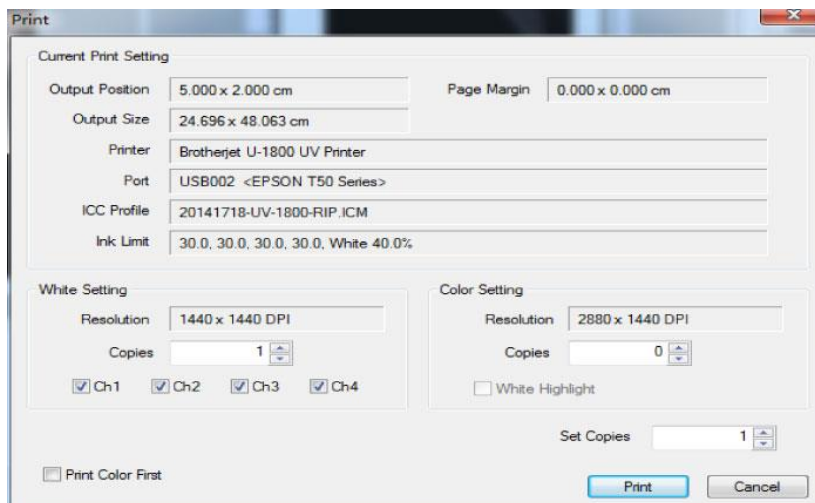 Print
Current Print Setting
Output Position 5.000 x 2.000 cm Page Margin 0.000 x 0.000 cm
Output Size 24.696 x 48.063 cm
Printer Brotherjet U-1800 UV Printer
Port USB002 <EPSON T50 Series>
ICC Profile 20141718-UV-1800-RIP.ICM
Ink Limit 30.0, 30.0, 30.0, 30.0, White 40.0%
White Setting Color Setting
Resolution 1440 x 1440 DPI Resolution 2880 x 1440 DPI
Copies 1 Copies 0
Ch1 Ch2 Ch3 Ch4 White Highlight
Set Copies 1
Print Color First
Print Cancel